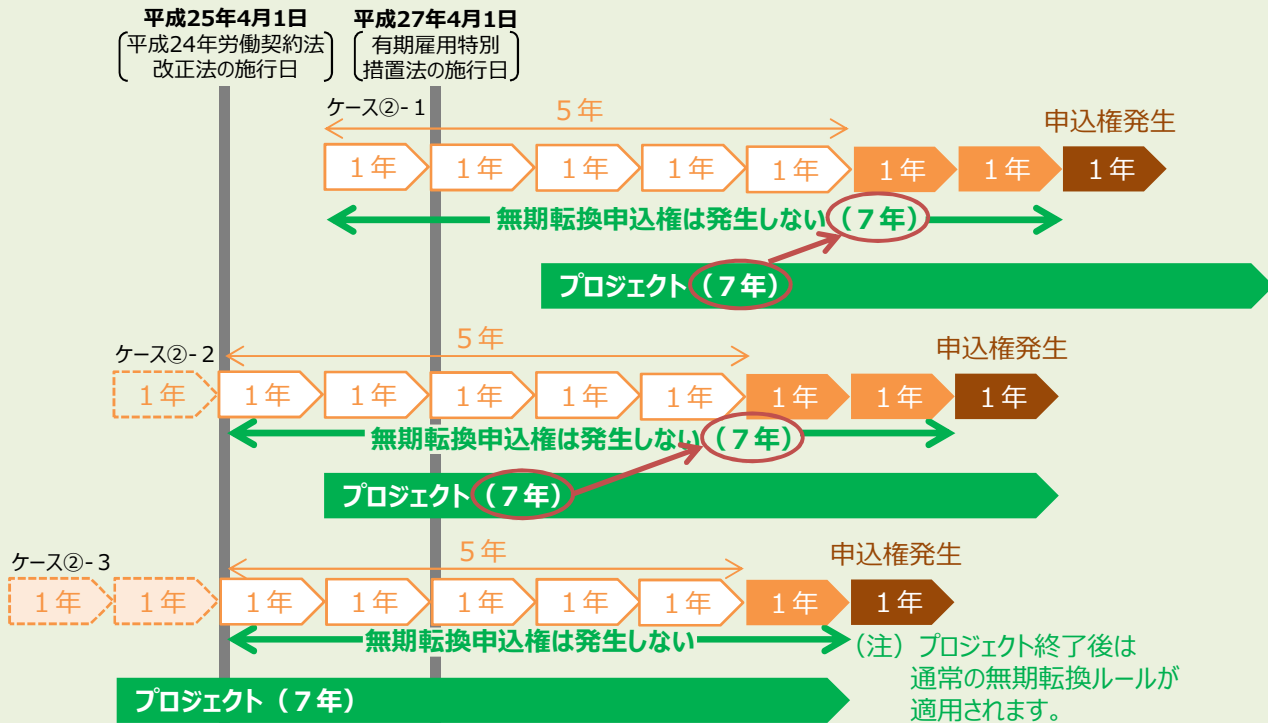 平成25年4月1日
平成24年労働契約法
改正法の施行日
平成27年4月1日
有期雇用特別
措置法の施行日
ケース②-1
5年
申込権発生
1年 1年 1年 1年 1年 1年 1年 1年
無期転換申込権は発生しない（7年）
プロジェクト（7年）
ケース②-2
5年
申込権発生
1年 1年 1年 1年 1年 1年 1年 1年 1年
無期転換申込権は発生しない（7年）
プロジェクト（7年）
ケース②-3
5年
申込権発生
1年 1年 1年 1年 1年 1年 1年 1年 1年
無期転換申込権は発生しない
（注）プロジェクト終了後は
通常の無期転換ルールが
適用されます。
プロジェクト（7年）